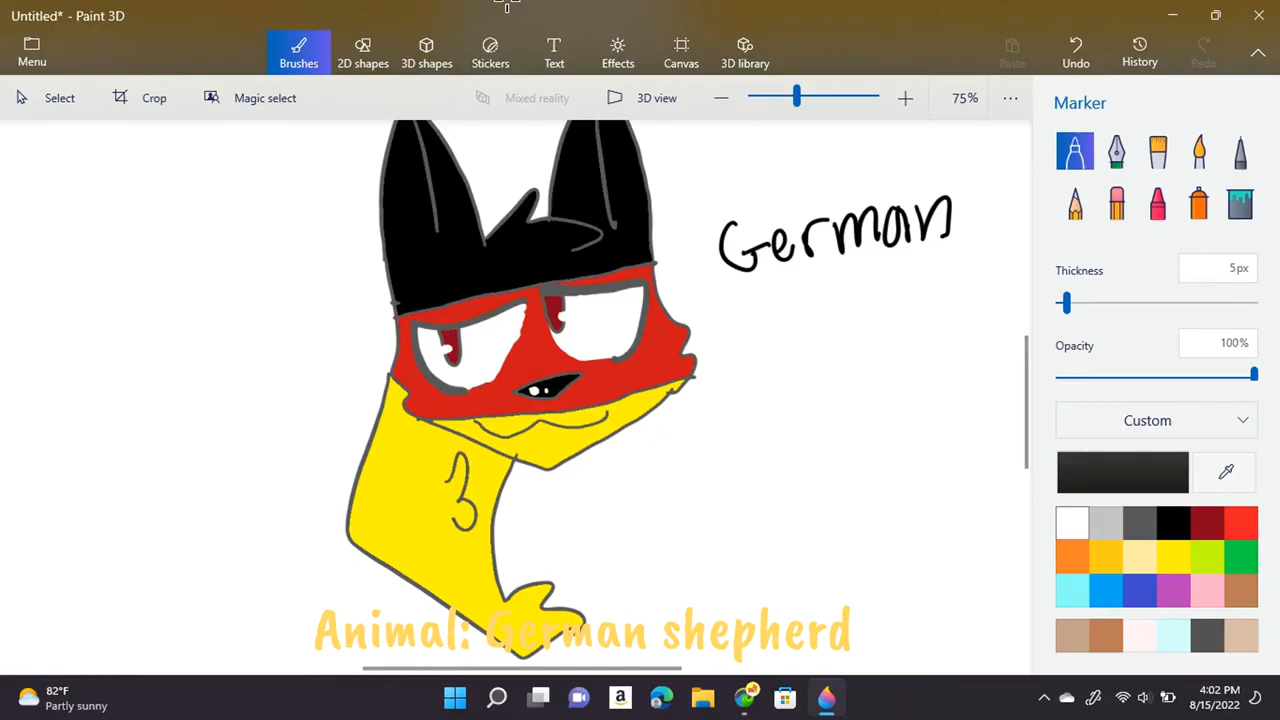 Untitled* - Paint 3D
Menu
Brushes
2D shapes
3D shapes
Stickers
Text
Effects
Canvas
3D library
Paste
Undo
History
Redo
Select
Crop
Magic select
Mixed reality
3D view
75%
Marker
Thickness
5px
Opacity
100%
Custom
German
3
Animal: German shepherd
82°F
Partly sunny
4:02 PM
8/15/2022